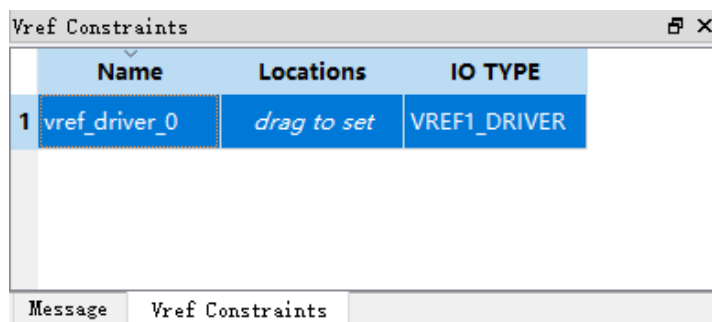 Vref Constraints
Name Locations IO TYPE
1 vref_driver_0 drag to set VREF1_DRIVER
Message Vref Constraints